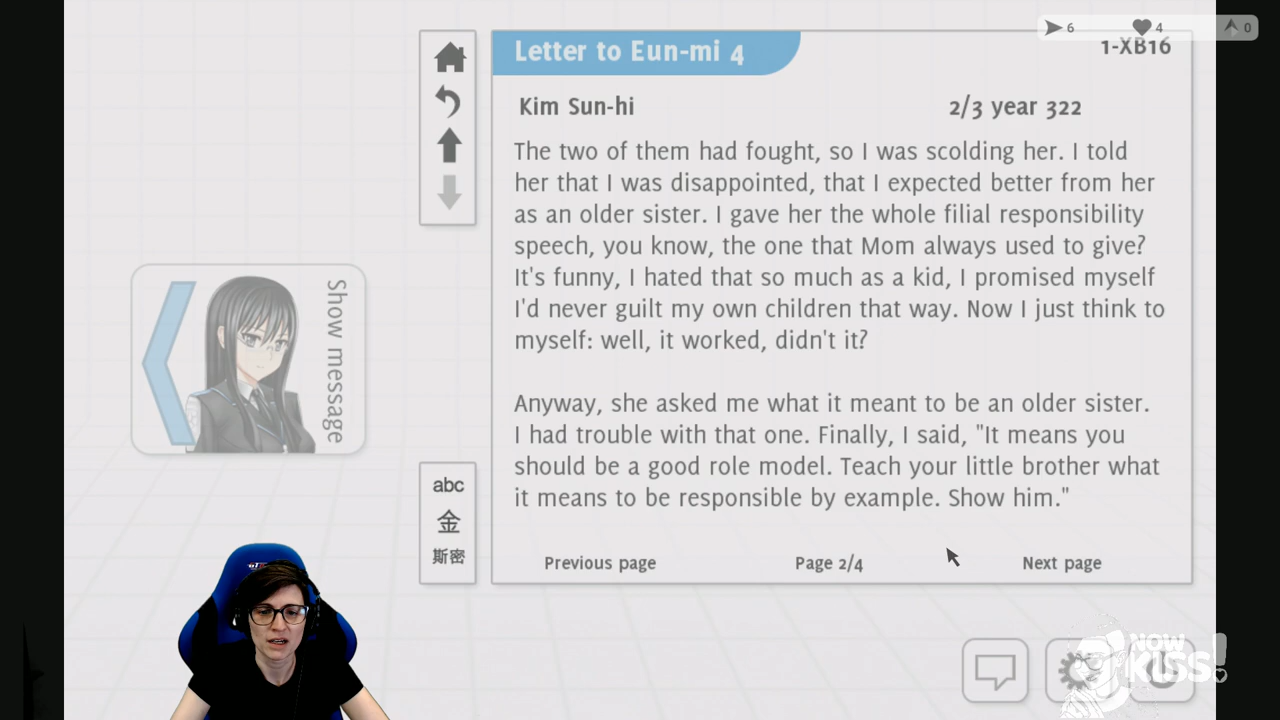 6
4
0
Letter to Eun-mi 4
1-XB16
Kim Sun-hi
2/3 year 322
The two of them had fought, so I was scolding her. I told
her that I was disappointed, that I expected better from her
as an older sister. I gave her the whole filial responsibility
speech, you know, the one that Mom always used to give?
It's funny, I hated that so much as a kid, I promised myself
I'd never guilt my own children that way. Now I just think to
myself: well, it worked, didn't it?
Anyway, she asked me what it meant to be an older sister.
I had trouble with that one. Finally, I said, "It means you
should be a good role model. Teach your little brother what
it means to be responsible by example. Show him."
Previous page
Page 2/4
Next page
Show message
abc
金
斯密
NOW
KISS!